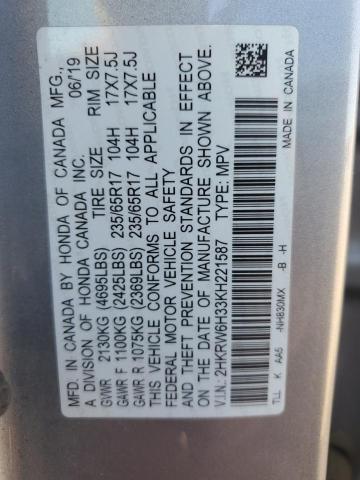 MFD. IN CANADA BY HONDA OF CANADA MFG.,
A DIVISION OF HONDA CANADA INC. 06/19
GVWR 2130KG (4695LBS) TIRE SIZE RIM SIZE
GAWR F 1100KG (2425LBS) 235/65R17 104H 17X7.5J
GAWR R 1075KG (2369LBS) 235/65R17 104H 17X7.5J
THIS VEHICLE CONFORMS TO ALL APPLICABLE
FEDERAL MOTOR VEHICLE SAFETY
AND THEFT PREVENTION STANDARDS IN EFFECT
ON THE DATE OF MANUFACTURE SHOWN ABOVE.
V.I.N.: 2HKRW6H33KH221587 TYPE: MPV
TLL K AA5 -NH830MX -B -H MADE IN CANADA